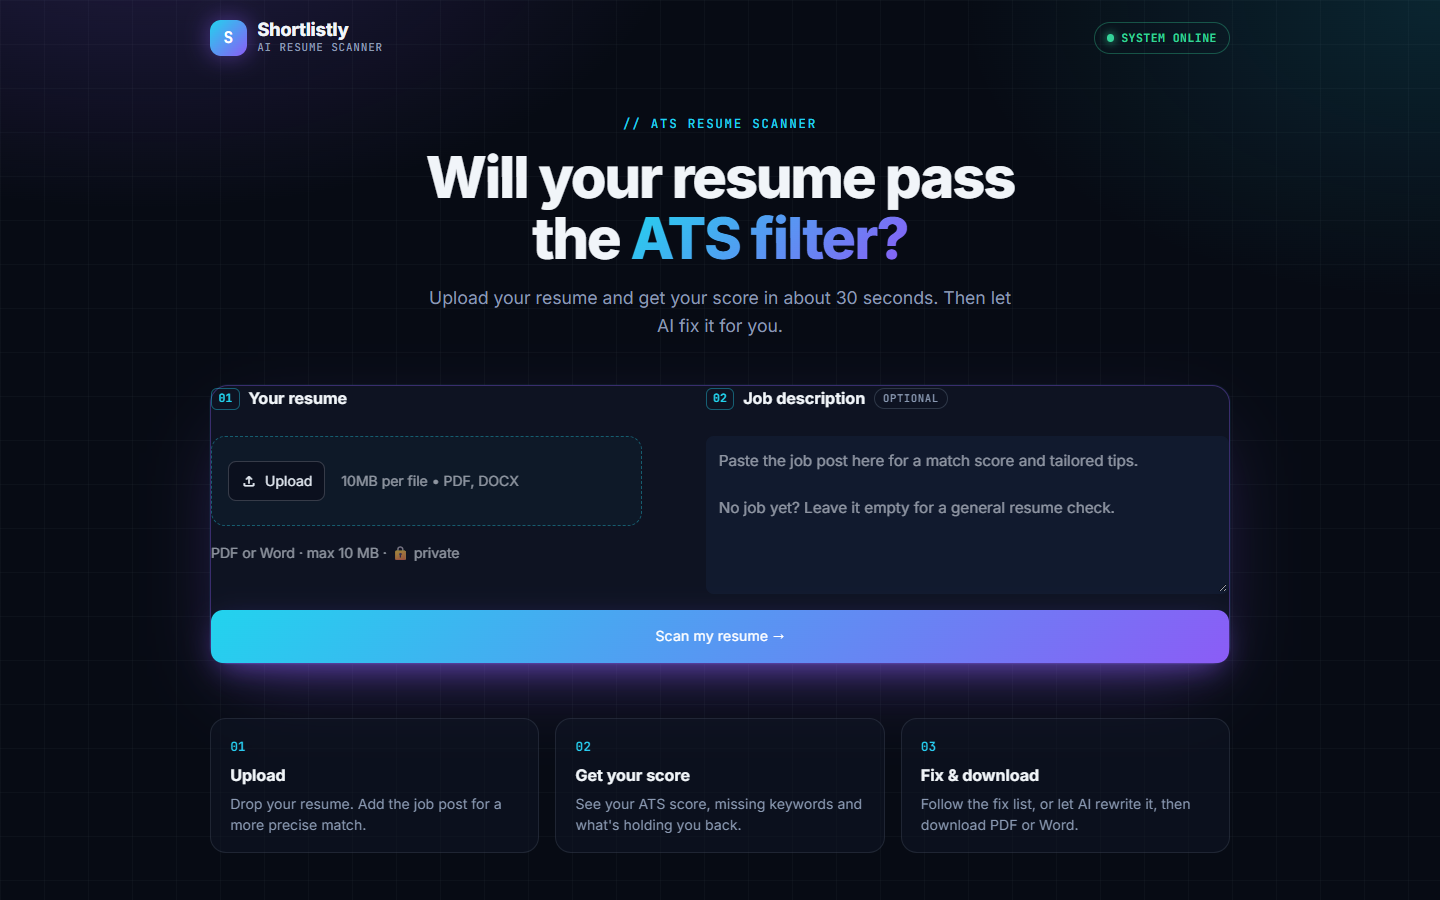 S
Shortlistly
AI RESUME SCANNER
SYSTEM ONLINE
// ATS RESUME SCANNER
Will your resume pass
the ATS filter?
Upload your resume and get your score in about 30 seconds. Then let
AI fix it for you.
01 Your resume
Upload
10MB per file • PDF, DOCX
PDF or Word · max 10 MB · 🔒 private
02 Job description OPTIONAL
Paste the job post here for a match score and tailored tips.
No job yet? Leave it empty for a general resume check.
Scan my resume →
01
Upload
Drop your resume. Add the job post for a
more precise match.
02
Get your score
See your ATS score, missing keywords and
what's holding you back.
03
Fix & download
Follow the fix list, or let AI rewrite it, then
download PDF or Word.